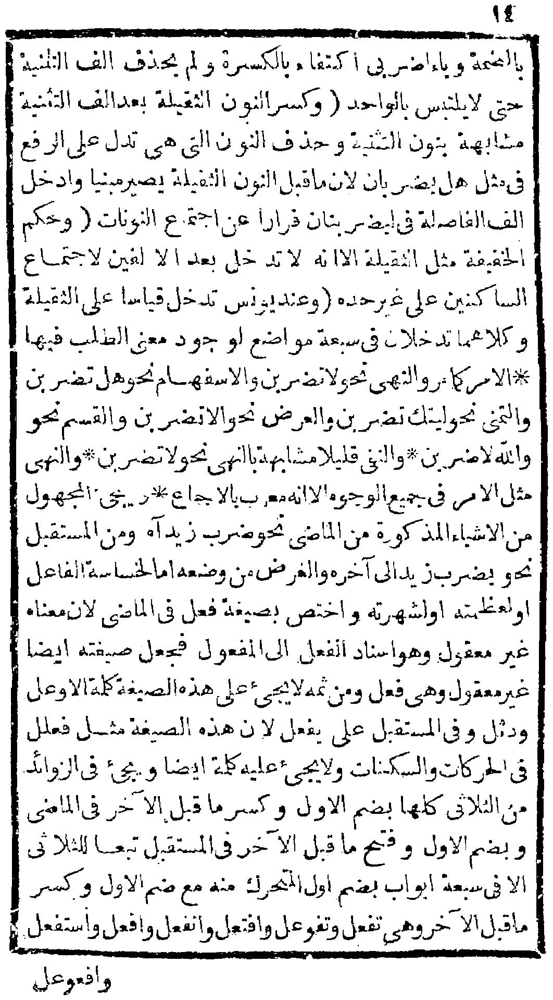 ١٤
بالضمة وياء اضربى اكتفاء بالكسرة ولم يحذف الف التثنية
حتى لايلتبس بالواحد ( وكسر النون الثقيلة بعد الف التثنية
مشابهة بنون التثنية وحذف النون التى هى تدل على الرفع
فى مثل هل يضربان لان ماقبل النون الثقيلة يصير مبنيا وادخل
الف الفاصلة فى ليضربنان فرارا عن اجتماع النونات ( وحكم
الخفيفة مثل الثقيلة الا انه لا تدخل بعد الالفين لاجتماع
الساكنين على غير حده ( وعند يونس تدخل قياسا على الثقيلة
وكلاهما تدخلان فى سبعة مواضع لوجود معنى الطلب فيها
* الامر كمامر والنهى نحو لاتضربن والاسفهام نحو هل تضربن
والتمنى نحو ليتك تضربن والعرض نحو الاتضربن والقسم نحو
والله لاضربن * والنفى قليلا مشابهة بالنهى نحو لاتضربن * والنهى
مثل الامر فى جميع الوجوه الا انه معرب بالاجماع * ويجئ المجهول
من الاشياء المذكورة من الماضى نحو ضرب زيد آه ومن المستقبل
نحو يضرب زيد الى آخره والغرض من وضعه اما لخساسة الفاعل
او لعظمته او لشهرته واختص بصيغة فعل فى الماضى لان معناه
غير معقول وهو اسناد الفعل الى المفعول فجعل صيغته ايضا
غير معقول وهى فعل ومن ثمه لايجئ على هذه الصيغة كلمة الا وعل
ودئل وفى المستقبل على يفعل لان هذه الصيغة مثل فعلل
فى الحركات والسكنات ولايجئ عليه كلمة ايضا ويجئ فى الزوائد
من الثلاثى كلها بضم الاول وكسر ما قبل الآخر فى الماضى
وبضم الاول وفتح ما قبل الآخر فى المستقبل تبعا للثلاثى
الا فى سبعة ابواب بضم اول المتحرك منه مع ضم الاول وكسر
ماقبل الآخر وهى تفعل وتفوعل وافتعل وانفعل وافعل واستفعل
وافعوعل